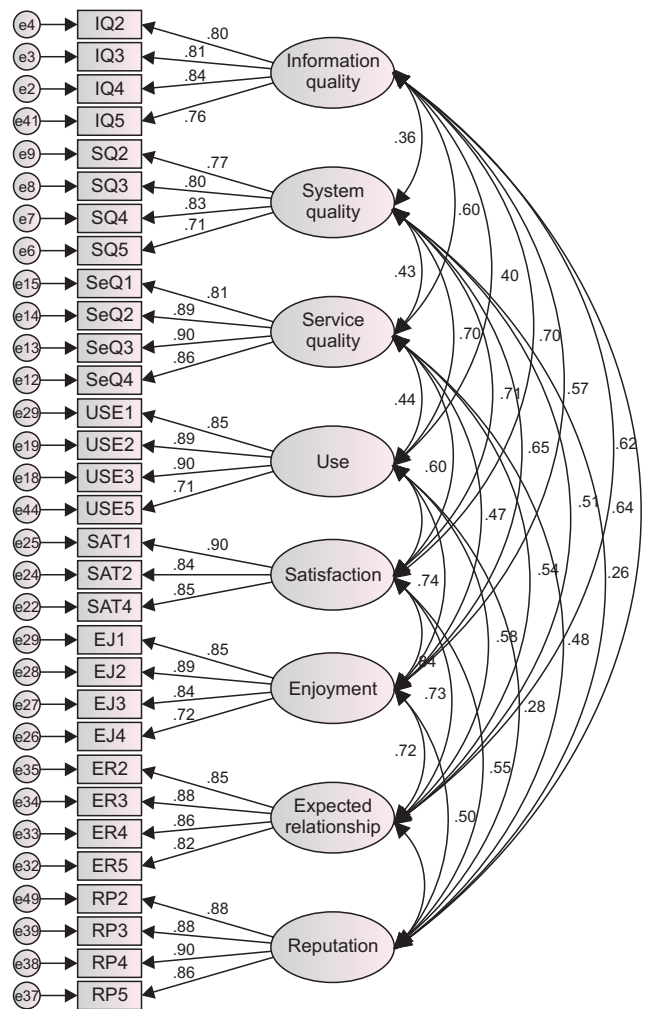 e4 IQ2 .80
e3 IQ3 .81
e2 IQ4 .84
e41 IQ5 .76
Information
quality
e9 SQ2 .77
e8 SQ3 .80
e7 SQ4 .83
e6 SQ5 .71
System
quality
e15 SeQ1 .81
e14 SeQ2 .89
e13 SeQ3 .90
e12 SeQ4 .86
Service
quality
e29 USE1 .85
e19 USE2 .89
e18 USE3 .90
e44 USE5 .71
Use
e25 SAT1 .90
e24 SAT2 .84
e22 SAT4 .85
Satisfaction
e29 EJ1 .85
e28 EJ2 .89
e27 EJ3 .84
e26 EJ4 .72
Enjoyment
e35 ER2 .85
e34 ER3 .88
e33 ER4 .86
e32 ER5 .82
Expected
relationship
e49 RP2 .88
e39 RP3 .88
e38 RP4 .90
e37 RP5 .86
Reputation
.36
.60
.43 40
.70 .70
.44 .71 .57
.60 .65 .62
.47 .51 .64
.74 .54 .26
.84 .58 .48
.73 .28
.72 .55
.50